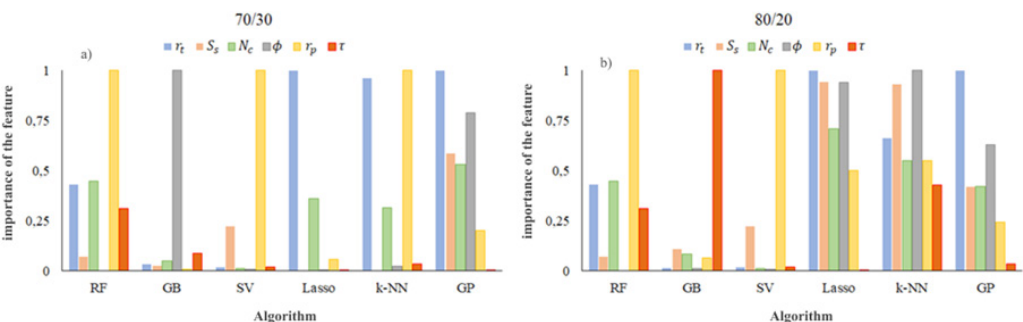 70/30
a)
r_t S_s N_c ϕ r_p τ
importance of the feature
1
0,75
0,5
0,25
0
RF GB SV Lasso k-NN GP
Algorithm
80/20
b)
r_t S_s N_c ϕ r_p τ
importance of the feature
1
0,75
0,5
0,25
0
RF GB SV Lasso k-NN GP
Algorithm